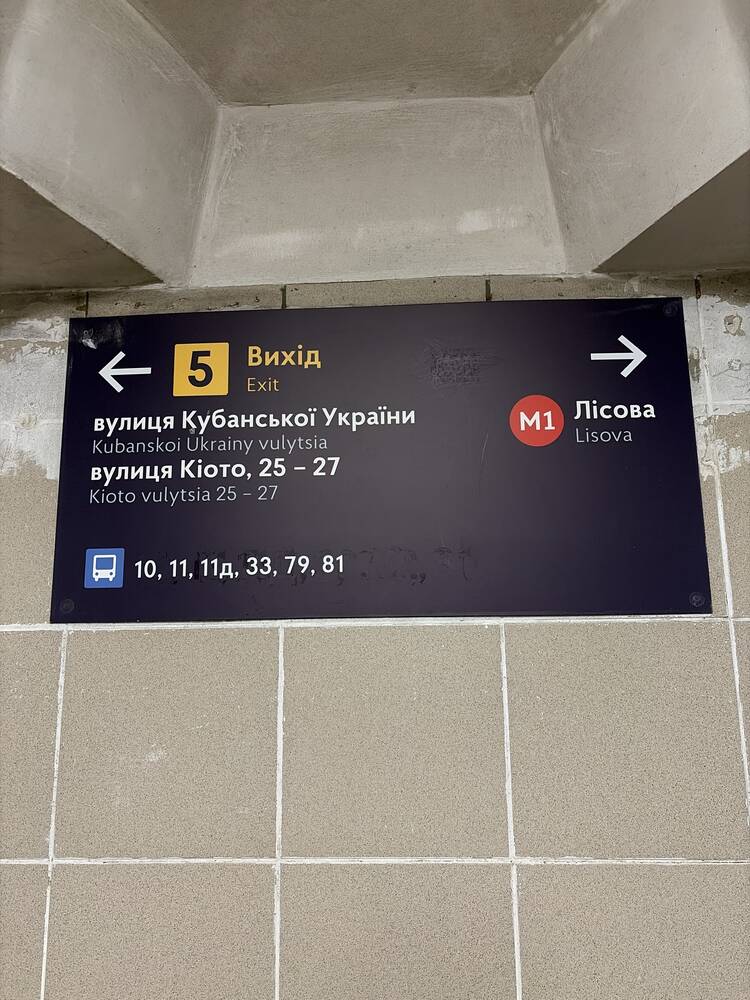 5 Вихід
Exit
вулиця Кубанської України
Kubanskoi Ukrainy vulytsia
вулиця Кіото, 25 – 27
Kioto vulytsia 25 – 27
10, 11, 11д, 33, 79, 81
M1 Лісова
Lisova